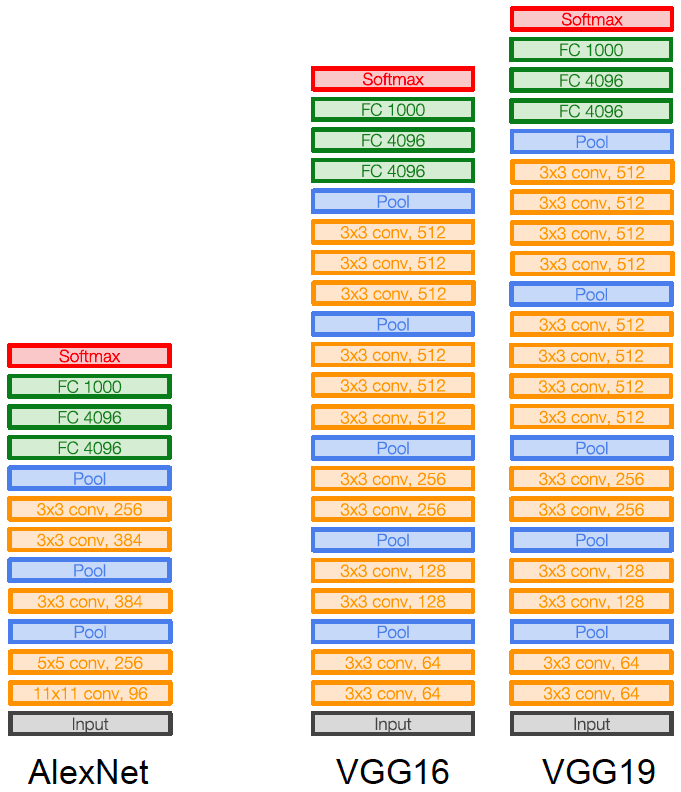 Softmax
FC 1000
FC 4096
FC 4096
Pool
3x3 conv, 256
3x3 conv, 384
Pool
3x3 conv, 384
Pool
5x5 conv, 256
11x11 conv, 96
Input
AlexNet
Softmax
FC 1000
FC 4096
FC 4096
Pool
3x3 conv, 512
3x3 conv, 512
3x3 conv, 512
Pool
3x3 conv, 512
3x3 conv, 512
3x3 conv, 512
Pool
3x3 conv, 256
3x3 conv, 256
Pool
3x3 conv, 128
3x3 conv, 128
Pool
3x3 conv, 64
3x3 conv, 64
Input
VGG16
Softmax
FC 1000
FC 4096
FC 4096
Pool
3x3 conv, 512
3x3 conv, 512
3x3 conv, 512
3x3 conv, 512
Pool
3x3 conv, 512
3x3 conv, 512
3x3 conv, 512
3x3 conv, 512
Pool
3x3 conv, 256
3x3 conv, 256
Pool
3x3 conv, 128
3x3 conv, 128
Pool
3x3 conv, 64
3x3 conv, 64
Input
VGG19